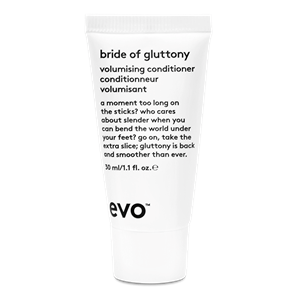 bride of gluttony
volumising conditioner
conditionneur
volumisant
a moment too long on
the sticks? who cares
about slender when you
can bend the world under
your feet? go on, take the
extra slice; gluttony is back
and smoother than ever.
30 ml/1.1 fl. oz.℮
evo™